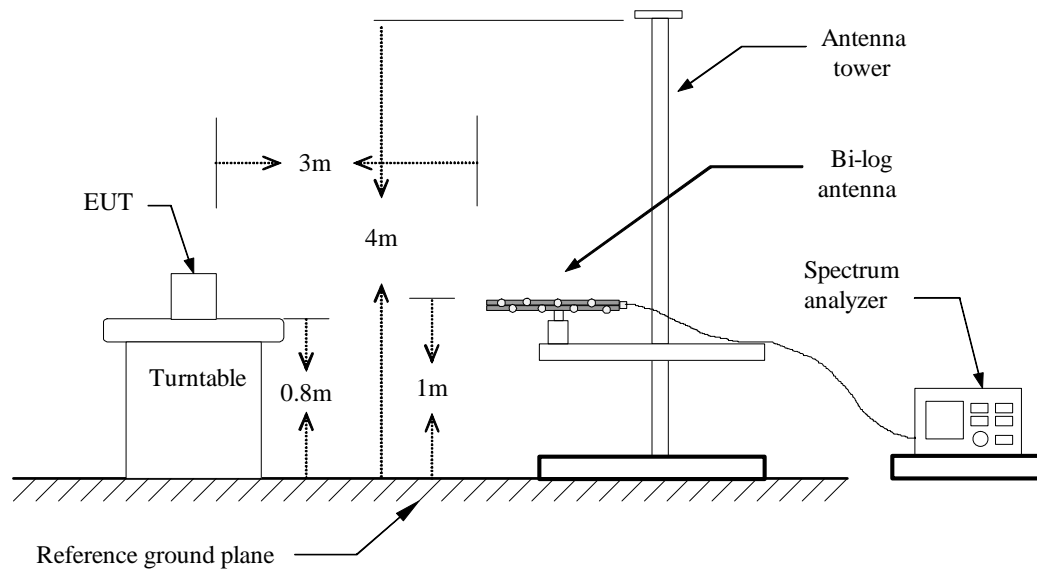 Antenna
tower
3m
Bi-log
antenna
EUT
4m
Spectrum
analyzer
Turntable
0.8m
1m
Reference ground plane